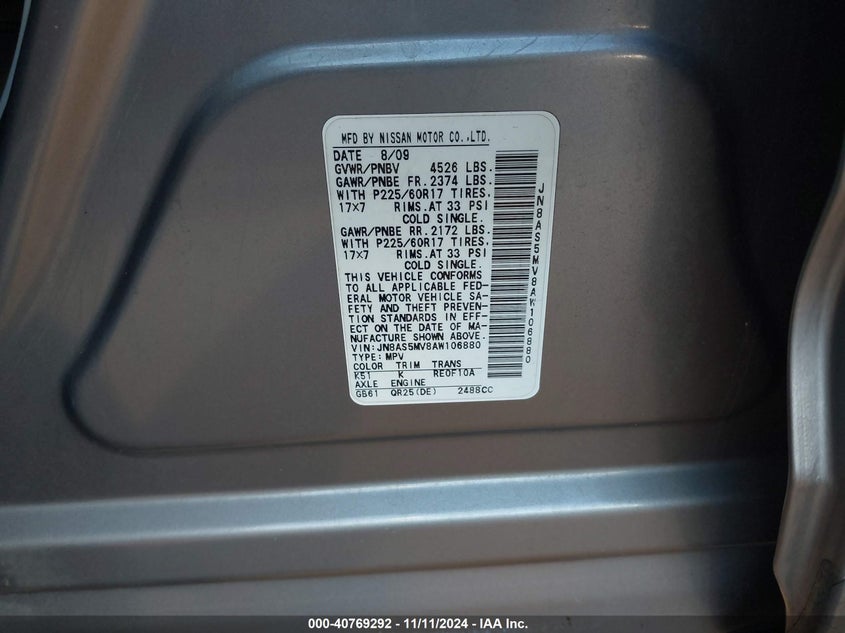 MFD BY NISSAN MOTOR CO.,LTD.
DATE 8/09
GVWR/PNBV 4526 LBS.
GAWR/PNBE FR.2374 LBS.
WITH P225/60R17 TIRES.
17×7 RIMS.AT 33 PSI
COLD SINGLE.
GAWR/PNBE RR.2172 LBS.
WITH P225/60R17 TIRES.
17×7 RIMS.AT 33 PSI
COLD SINGLE.
THIS VEHICLE CONFORMS
TO ALL APPLICABLE FED-
ERAL MOTOR VEHICLE SA-
FETY AND THEFT PREVEN-
TION STANDARDS IN EFF-
ECT ON THE DATE OF MA-
NUFACTURE SHOWN ABOVE.
VIN:JN8AS5MV8AW106880
TYPE:MPV
COLOR TRIM TRANS
K51 K RE0F10A
AXLE ENGINE
GB61 QR25(DE) 2488CC
JN8AS5MV8AW106880
000-40769292 - 11/11/2024 - IAA Inc.